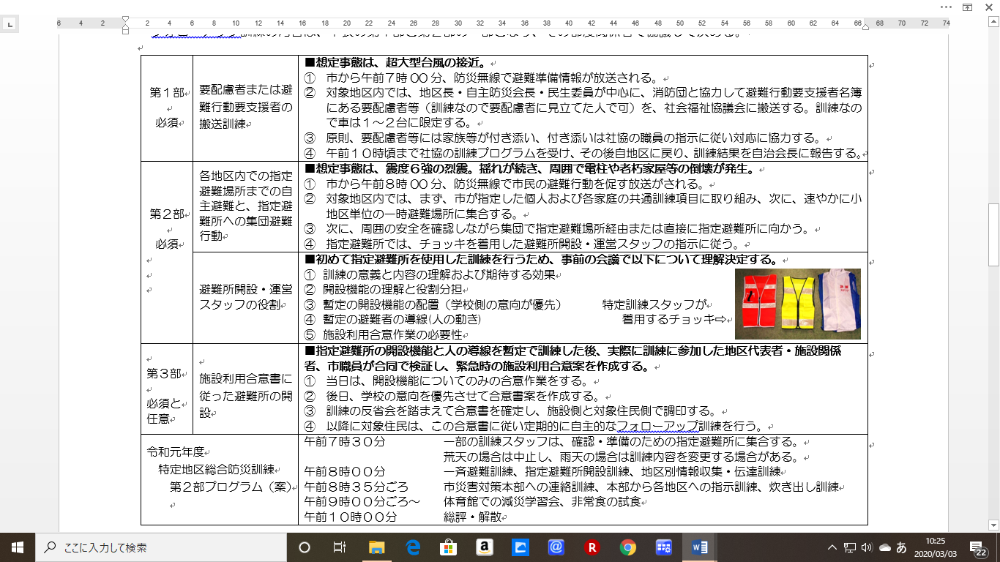 6 4 2 2 4 6 8 10 12 14 16 18 20 22 24 26 28 30 32 34 36 38 40 42 44 46 48 50 52 54 56 58 60 62 64 66 68 70 72 74
第１部
必須
要配慮者または避
難行動要支援者の
搬送訓練
■想定事態は、超大型台風の接近。
① 市から午前７時００分、防災無線で避難準備情報が放送される。
② 対象地区内では、地区長・自主防災会長・民生委員が中心に、消防団と協力して避難行動要支援者名簿
にある要配慮者等（訓練なので要配慮者に見立てた人で可）を、社会福祉協議会に搬送する。訓練なの
で車は１～２台に限定する。
③ 原則、要配慮者等には家族等が付き添い、付き添いは社協の職員の指示に従い対応に協力する。
④ 午前１０時頃まで社協の訓練プログラムを受け、その後自地区に戻り、訓練結果を自治会長に報告する。
第２部
必須
各地区内での指定
避難場所までの自
主避難と、指定避
難所への集団避難
行動
■想定事態は、震度６強の烈震。揺れが続き、周囲で電柱や老朽家屋等の倒壊が発生。
① 市から午前８時００分、防災無線で市民の避難行動を促す放送がされる。
② 対象地区内では、まず、市が指定した個人および各家庭の共通訓練項目に取り組み、次に、速やかに小
地区単位の一時避難場所に集合する。
③ 次に、周囲の安全を確認しながら集団で指定避難場所経由または直接に指定避難所に向かう。
④ 指定避難所では、チョッキを着用した避難所開設・運営スタッフの指示に従う。
避難所開設・運営
スタッフの役割
■初めて指定避難所を使用した訓練を行うため、事前の会議で以下について理解決定する。
① 訓練の意義と内容の理解および期待する効果
② 開設機能の理解と役割分担
③ 暫定の開設機能の配置（学校側の意向が優先） 特定訓練スタッフが
④ 暫定の避難者の導線(人の動き) 着用するチョッキ⇨
⑤ 施設利用合意作業の必要性
第３部
必須と
任意
施設利用合意書に
従った避難所の開
設
■指定避難所の開設機能と人の導線を暫定で訓練した後、実際に訓練に参加した地区代表者・施設関係
者、市職員が合同で検証し、緊急時の施設利用合意案を作成する。
① 当日は、開設機能についてのみの合意作業をする。
② 後日、学校の意向を優先させて合意書案を作成する。
③ 訓練の反省会を踏まえて合意書を確定し、施設側と対象住民側で調印する。
④ 以降に対象住民は、この合意書に従い定期的に自主的なフォローアップ訓練を行う。
令和元年度
特定地区総合防災訓練
第２部プログラム（案）
午前７時３０分 一部の訓練スタッフは、確認・準備のための指定避難所に集合する。
荒天の場合は中止し、雨天の場合は訓練内容を変更する場合がある。
午前８時００分 一斉避難訓練、指定避難所開設訓練、地区別情報収集・伝達訓練
午前８時３５分ごろ 市災害対策本部への連絡訓練、本部から各地区への指示訓練、炊き出し訓練
午前９時００分ごろ～ 体育館での減災学習会、非常食の試食
午前１０時００分 総評・解散
ここに入力して検索
あ
10:25
2020/03/03
22